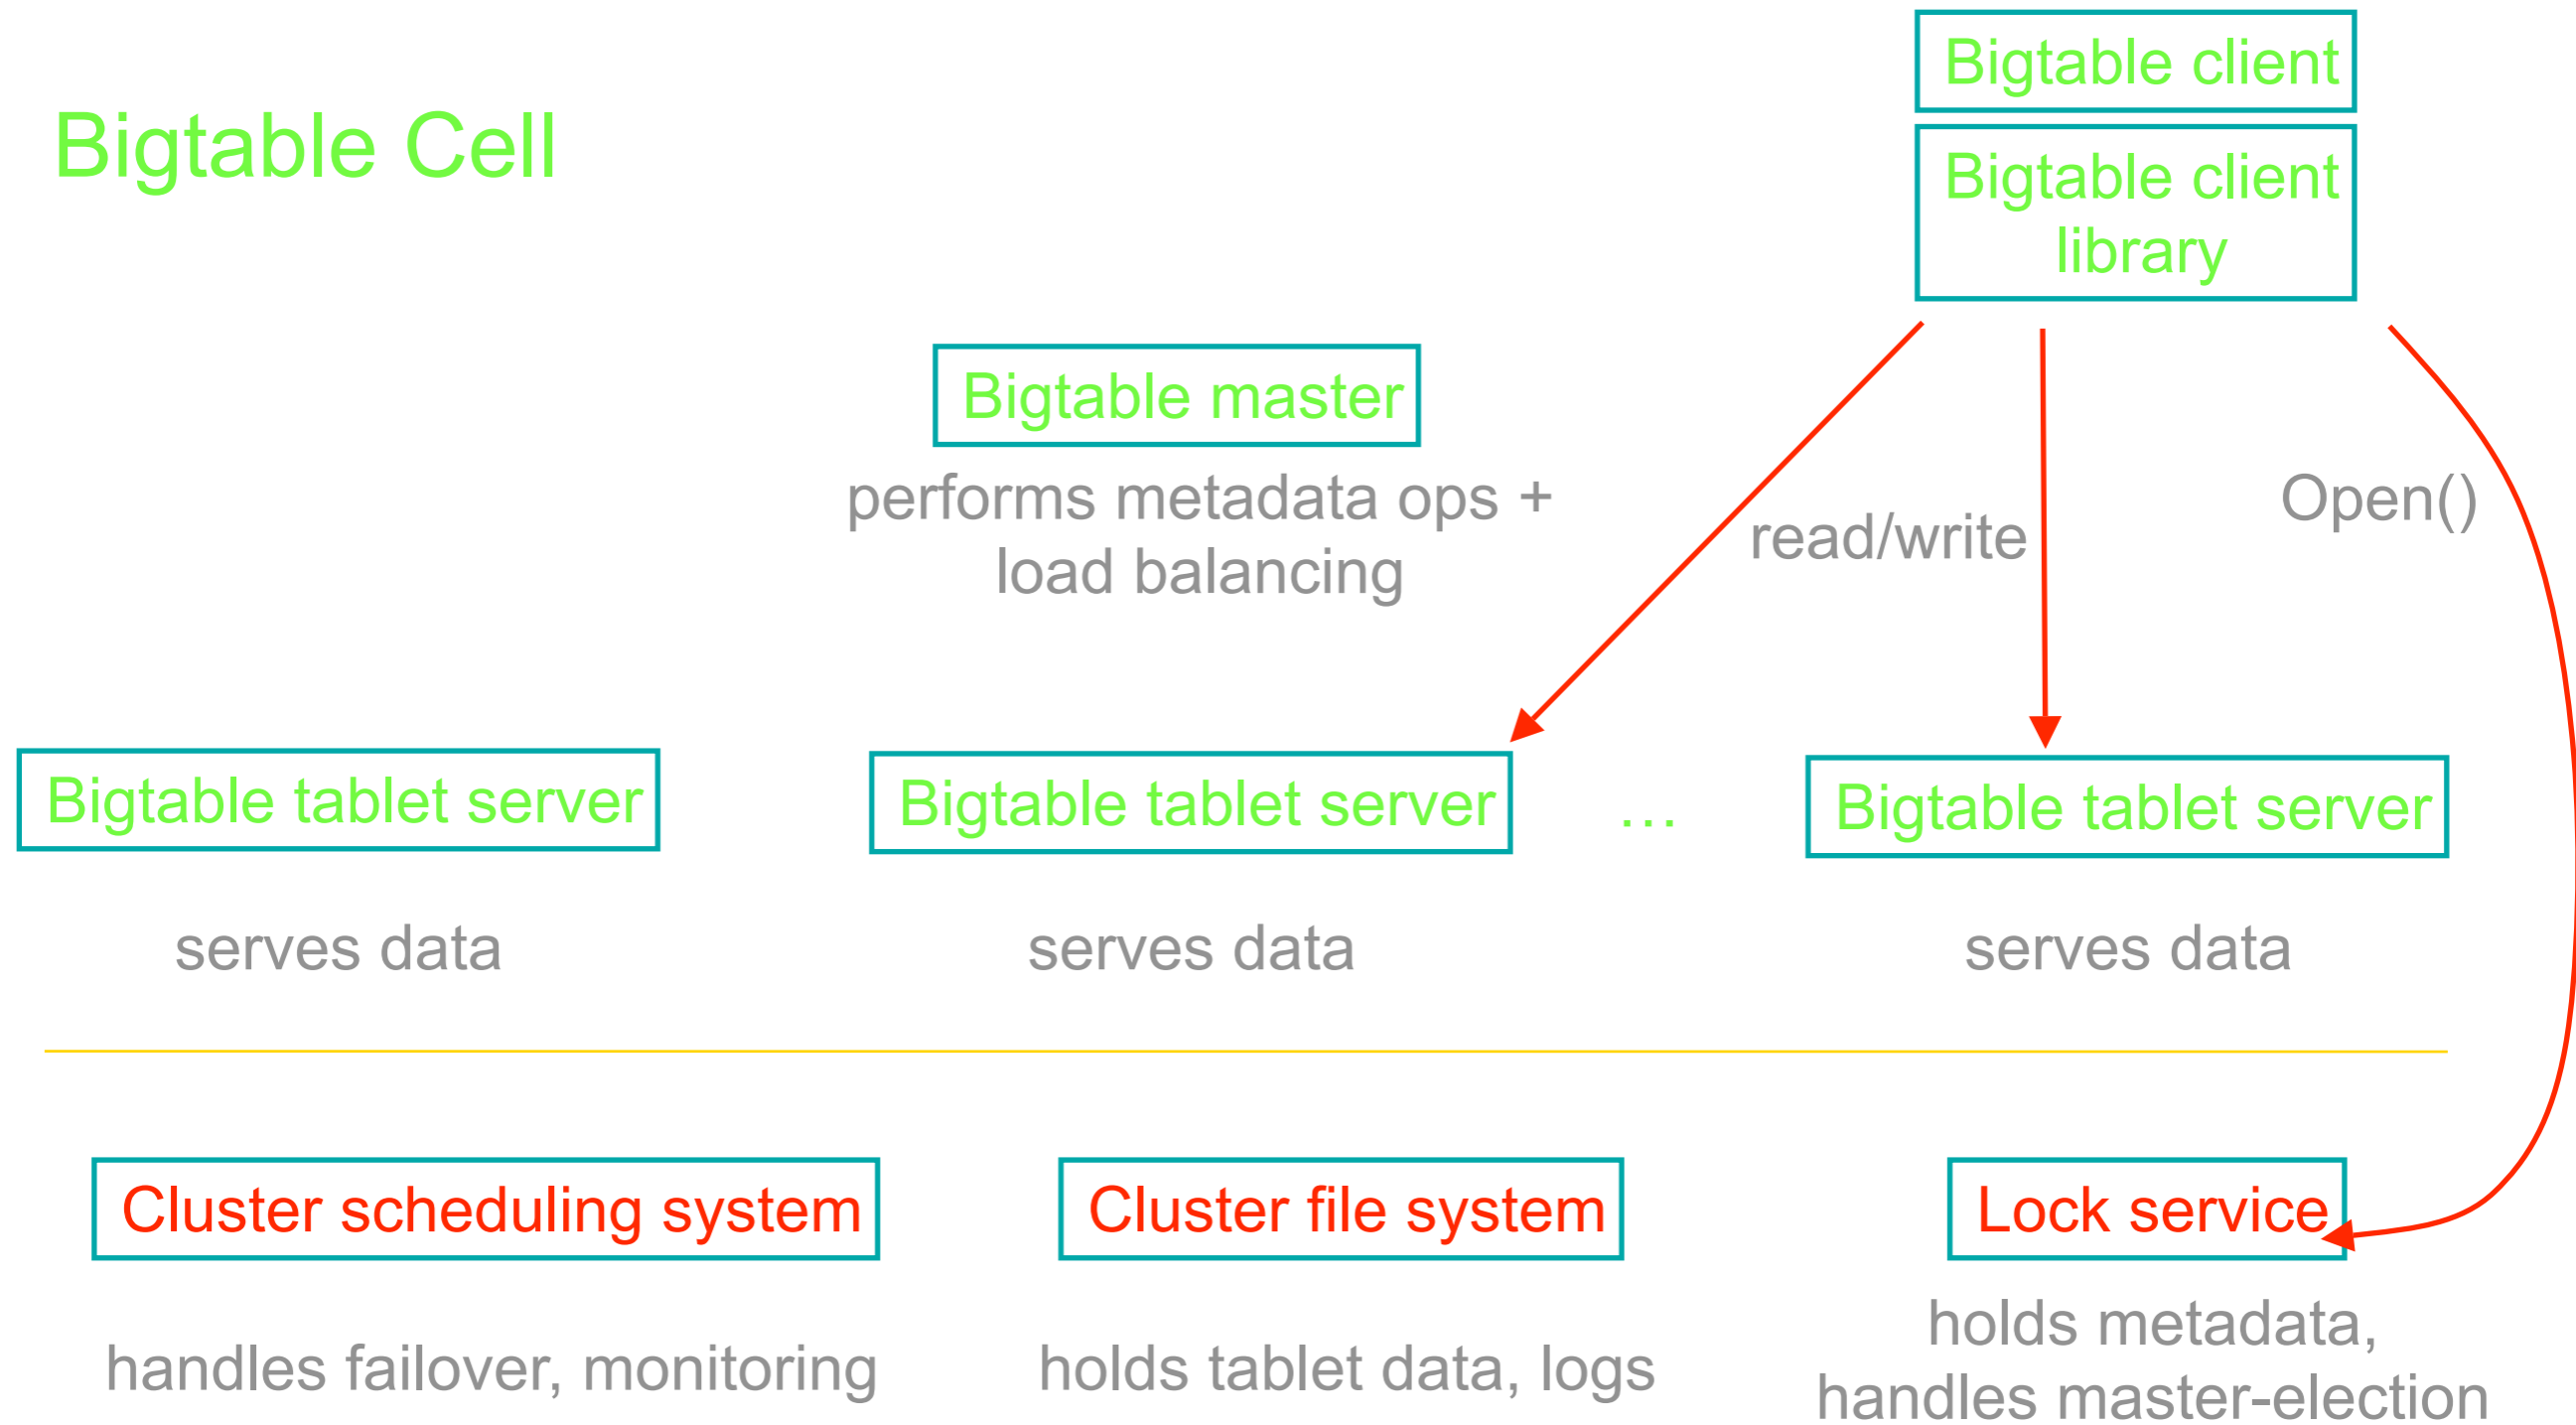 Bigtable client
Bigtable Cell
Bigtable client
library
Bigtable master
performs metadata ops +
load balancing
read/write
Open()
Bigtable tablet server
Bigtable tablet server
…
Bigtable tablet server
serves data
serves data
serves data
Cluster scheduling system
Cluster file system
Lock service
handles failover, monitoring
holds tablet data, logs
holds metadata,
handles master-election